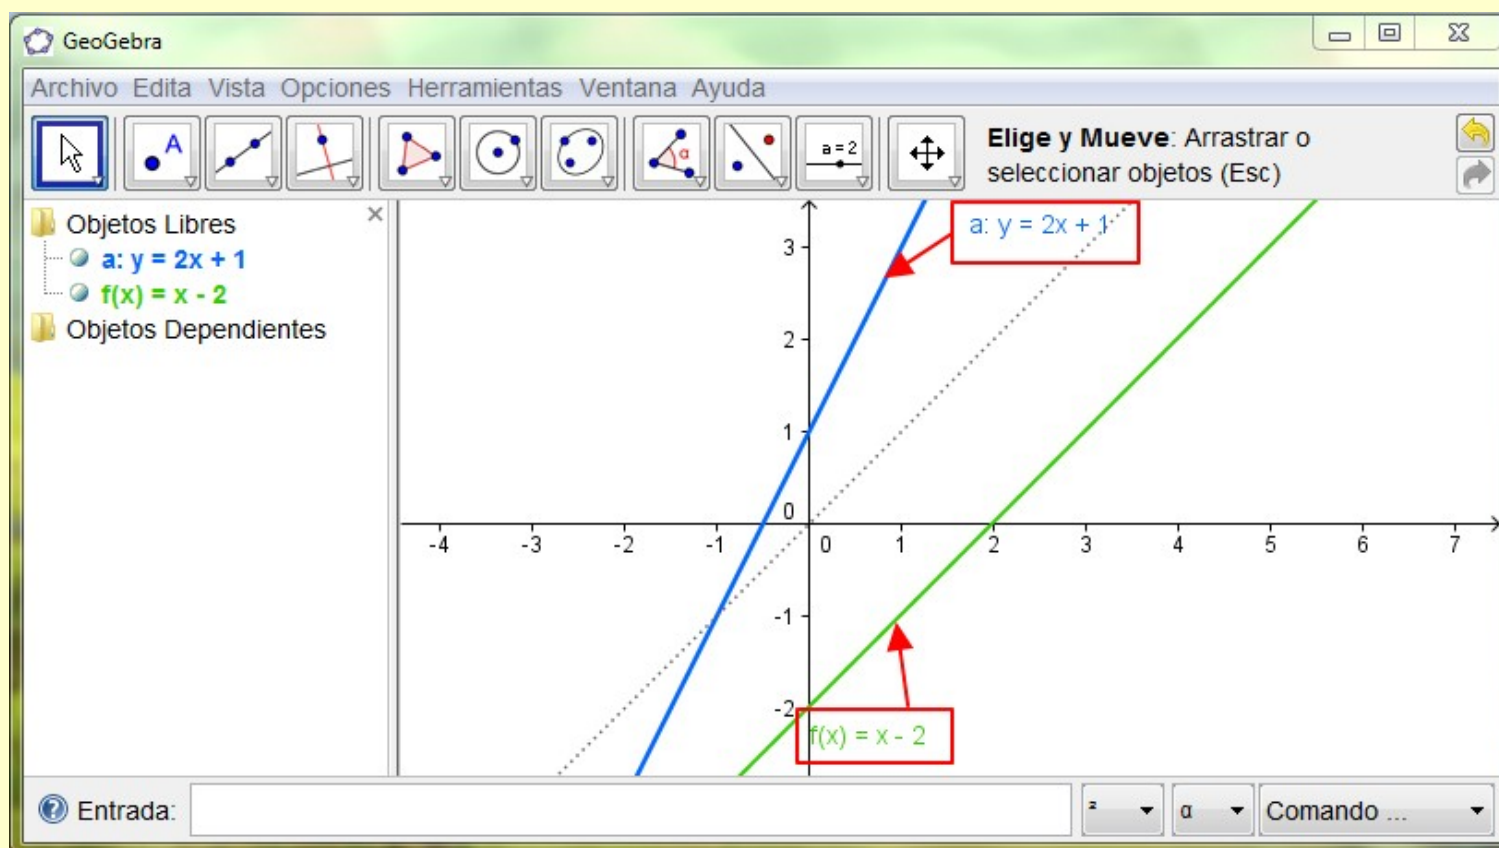 GeoGebra
Archivo Edita Vista Opciones Herramientas Ventana Ayuda
A
α
a = 2
Elige y Mueve: Arrastrar o
seleccionar objetos (Esc)
Objetos Libres
a: y = 2x + 1
f(x) = x - 2
Objetos Dependientes
a: y = 2x + 1
3
2
1
0
-4 -3 -2 -1 0 1 2 3 4 5 6 7
-1
-2
f(x) = x - 2
Entrada:
²
α
Comando ...